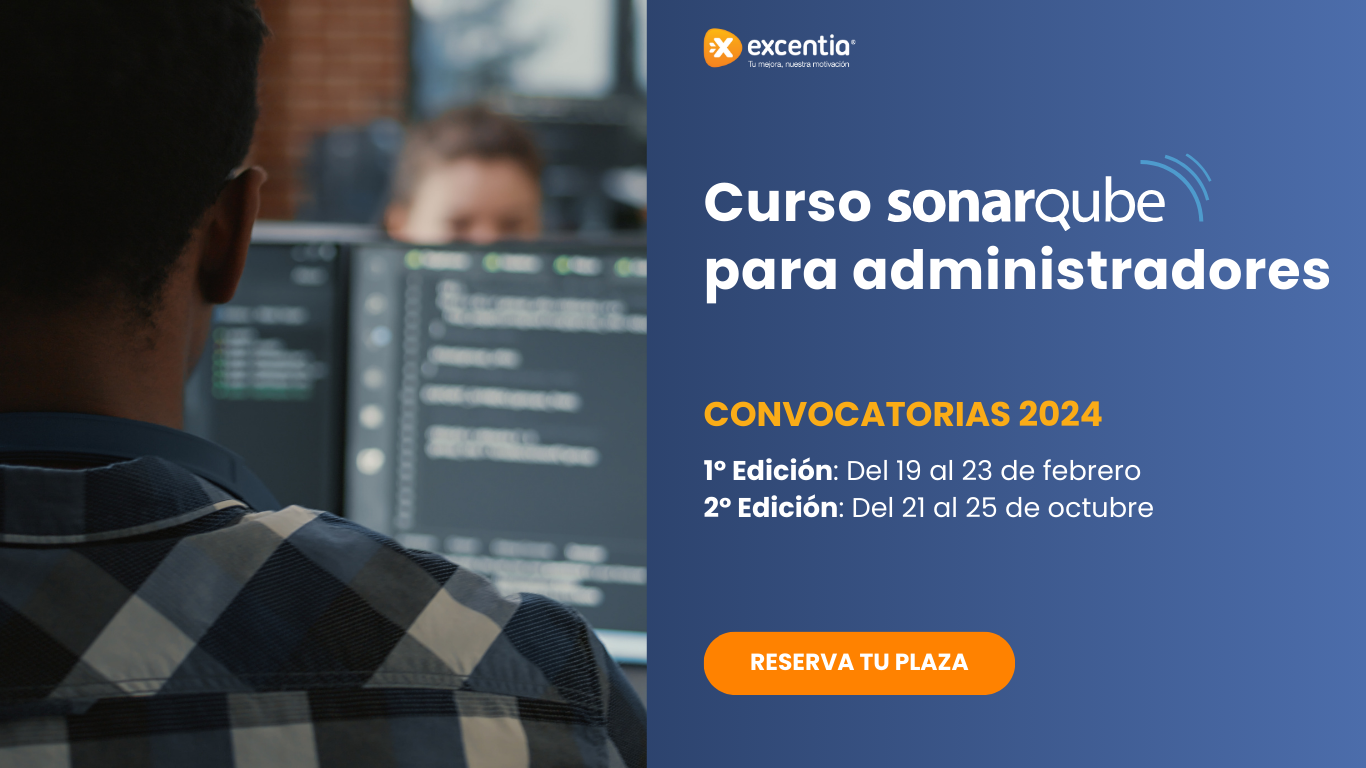 excentia®
Tu mejora, nuestra motivación
Curso sonarqube
para administradores
CONVOCATORIAS 2024
1º Edición: Del 19 al 23 de febrero
2º Edición: Del 21 al 25 de octubre
RESERVA TU PLAZA